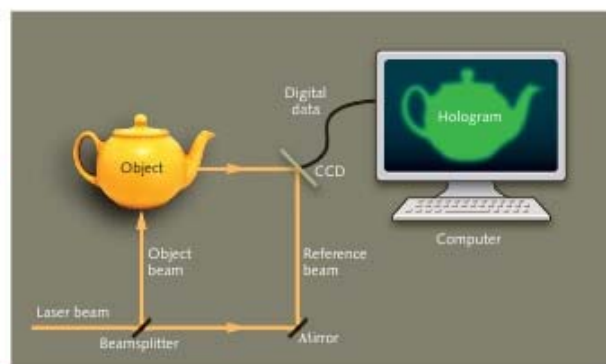 Digital
data
Hologram
Object
CCD
Computer
Object
beam
Reference
beam
Laser beam
Beamsplitter
Mirror